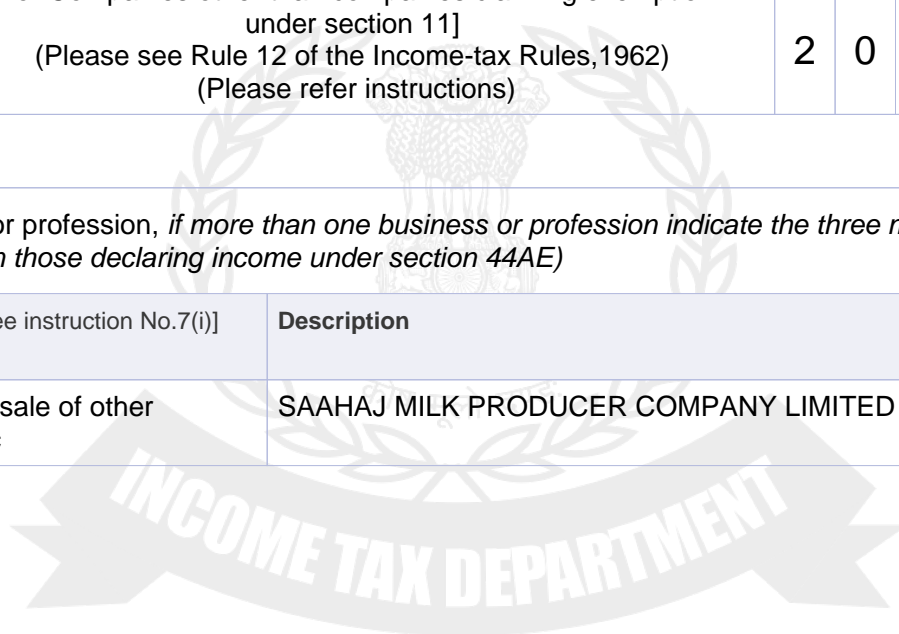 under section 11]
(Please see Rule 12 of the Income-tax Rules,1962)
(Please refer instructions)
2 0
or profession, if more than one business or profession indicate the three
those declaring income under section 44AE)
instruction No.7(i)]
Description
sale of other
SAAHAJ MILK PRODUCER COMPANY LIMITED
INCOME TAX DEPARTMENT